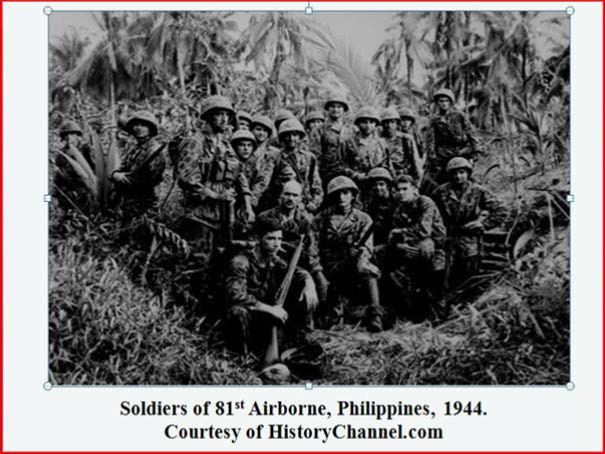 Soldiers of 81st Airborne, Philippines, 1944.
Courtesy of HistoryChannel.com